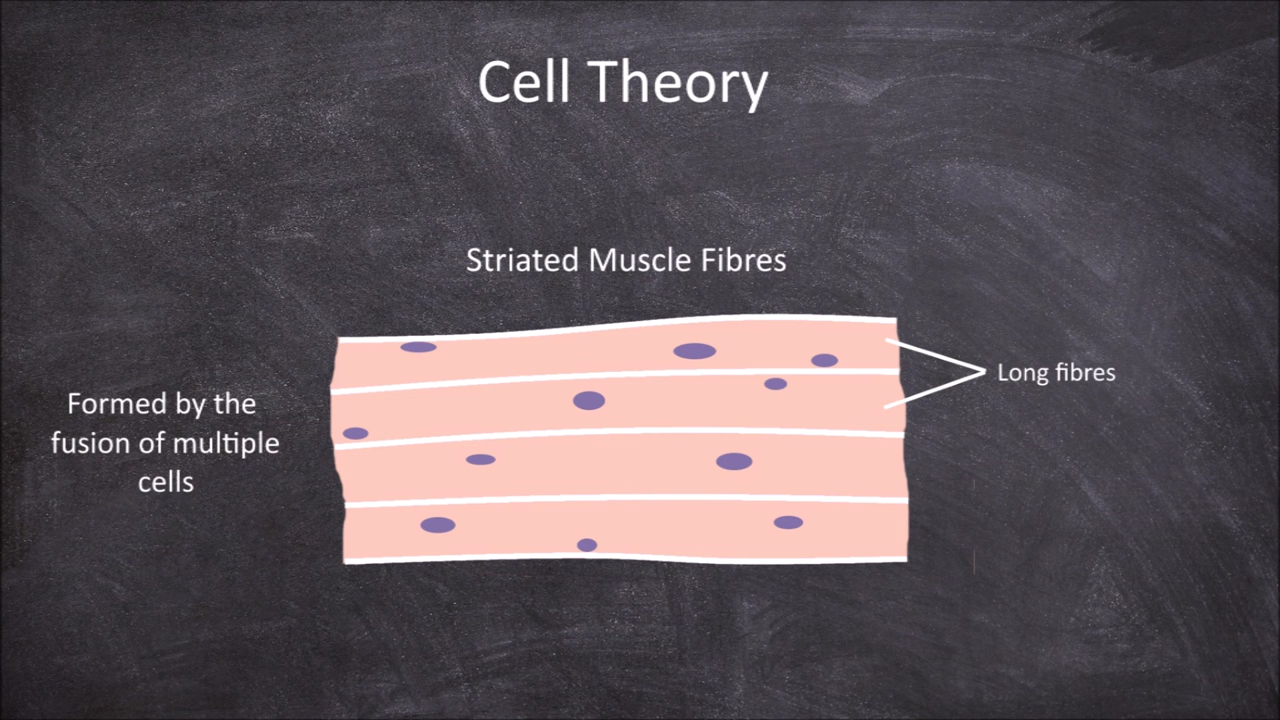 Cell Theory
Striated Muscle Fibres
Long fibres
Formed by the
fusion of multiple
cells